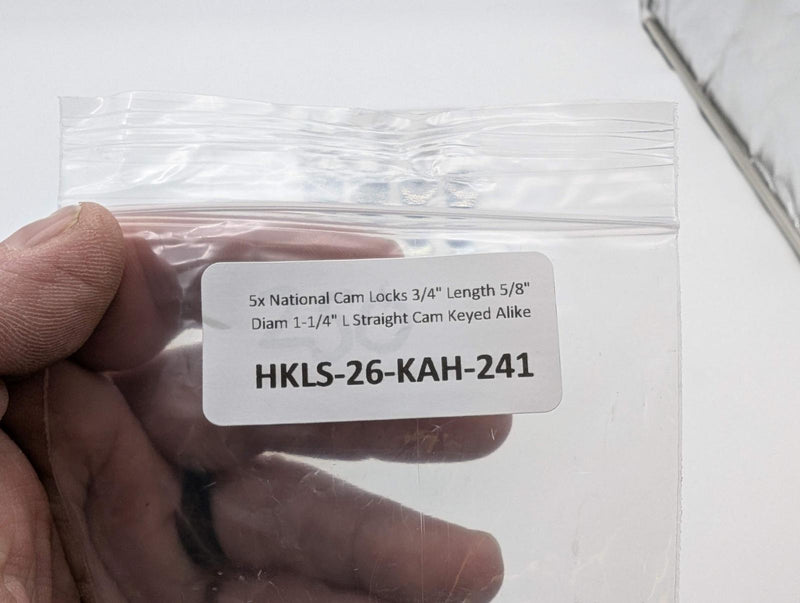 5x National Cam Locks 3/4" Length 5/8"
Diam 1-1/4" L Straight Cam Keyed Alike
HKLS-26-KAH-241